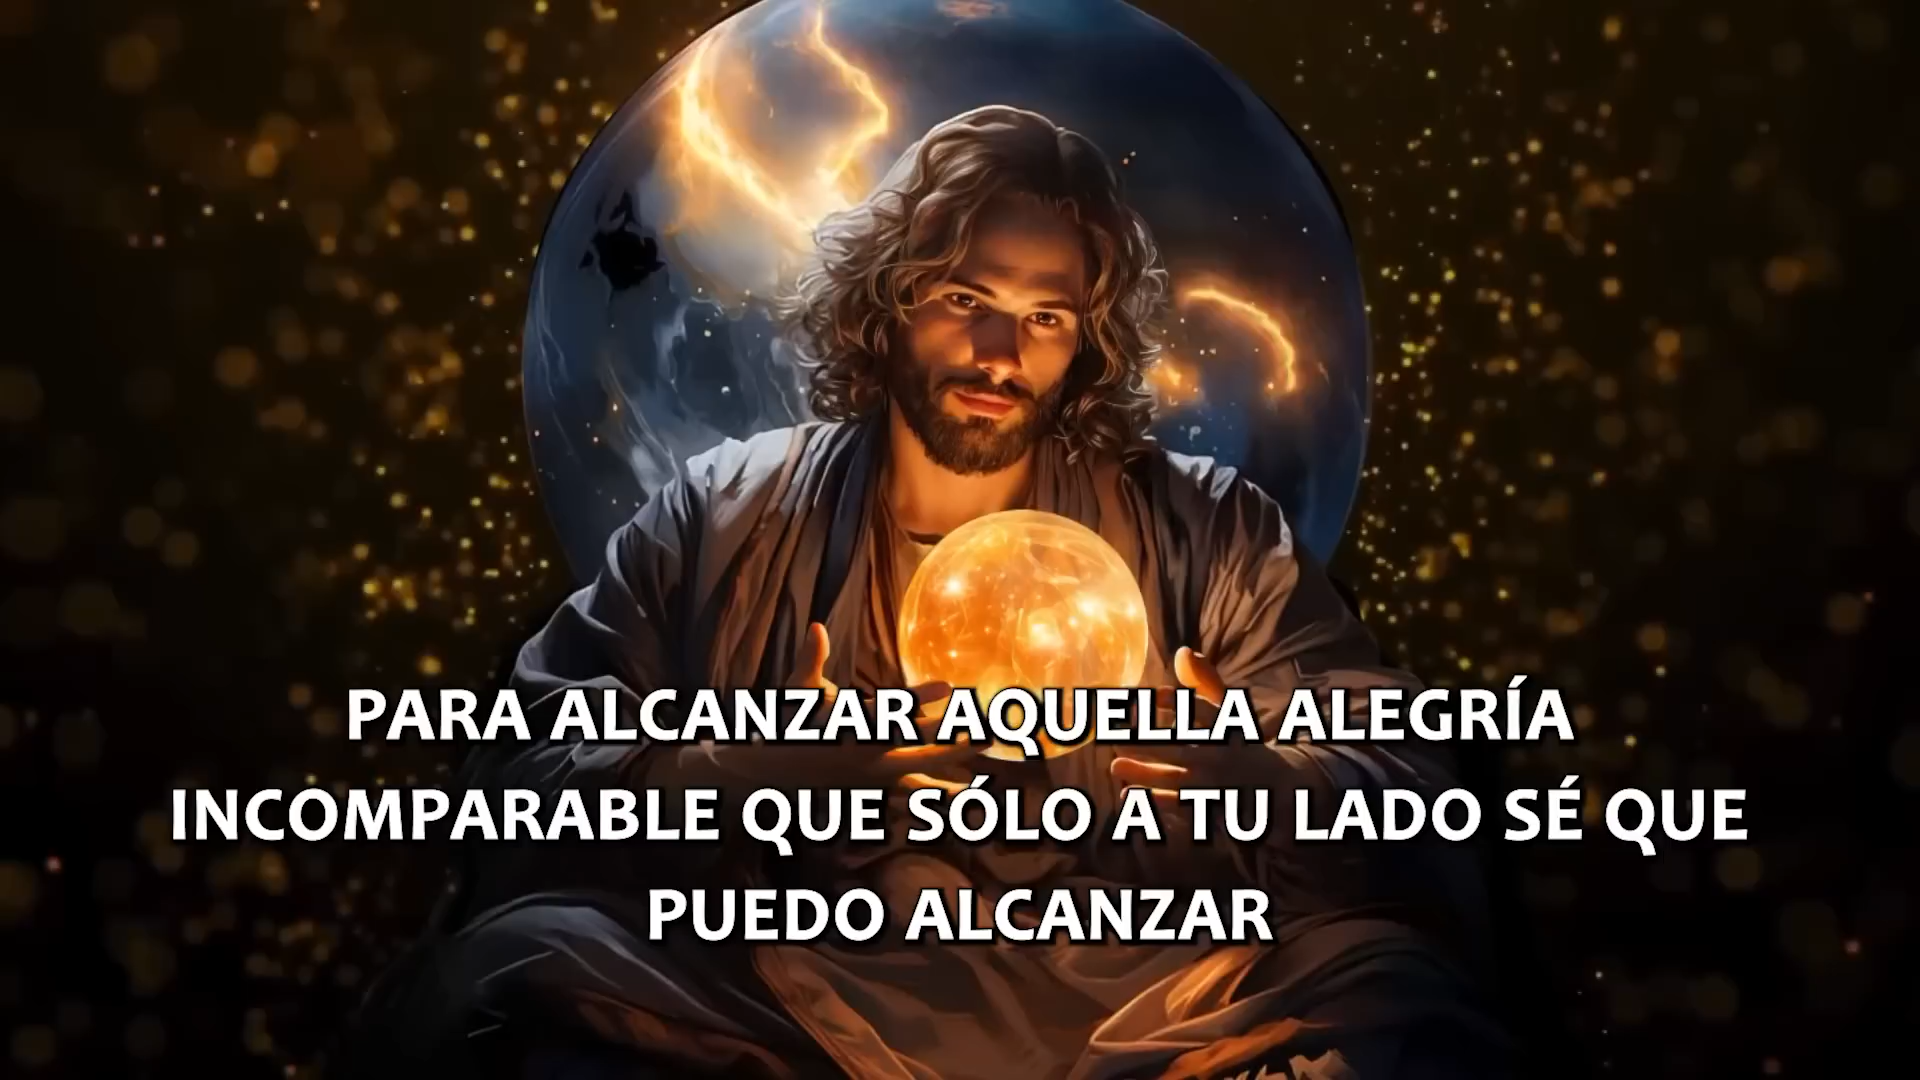 PARA ALCANZAR AQUELLA ALEGRÍA
INCOMPARABLE QUE SÓLO A TU LADO SÉ QUE
PUEDO ALCANZAR